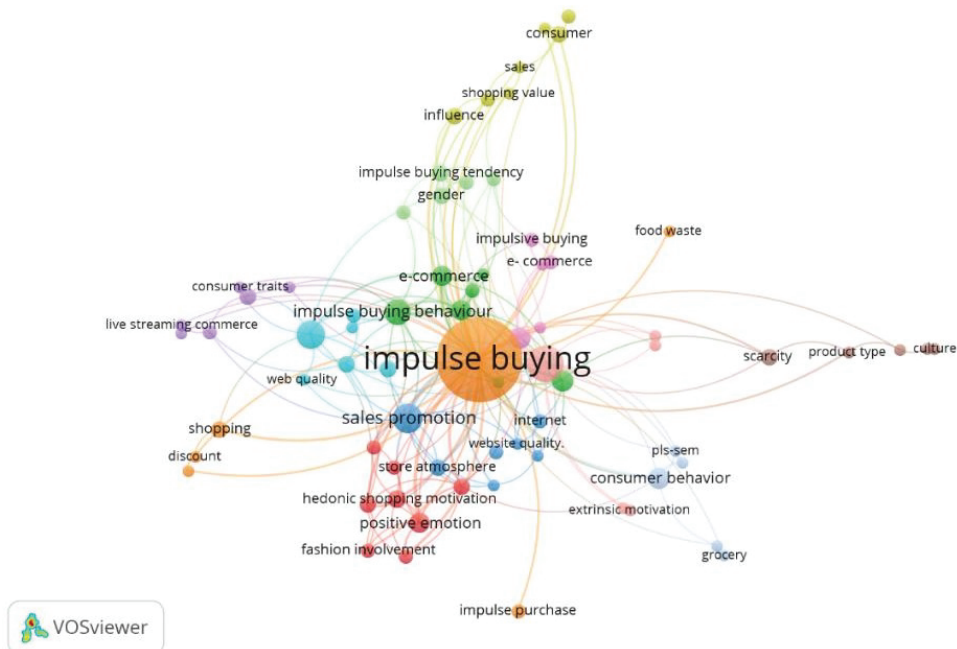 consumer
sales
shopping value
influence
impulse buying tendency
gender
impulsive buying
food waste
e- commerce
e-commerce
consumer traits
impulse buying behaviour
live streaming commerce
impulse buying
scarcity
product type
culture
web quality
sales promotion
internet
shopping
website quality.
discount
store atmosphere
pls-sem
consumer behavior
hedonic shopping motivation
extrinsic motivation
positive emotion
fashion involvement
grocery
impulse purchase
VOSviewer